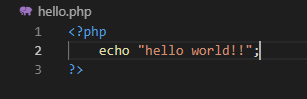 hello.php
1 <?php
2 echo "hello world!!";
3 ?>